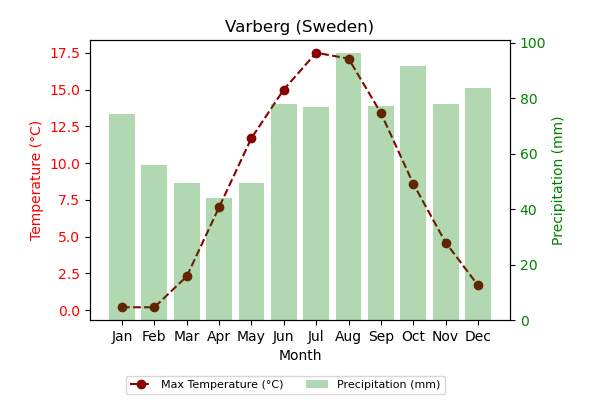 Varberg (Sweden)
17.5
15.0
12.5
10.0
7.5
5.0
2.5
0.0
Temperature (°C)
100
80
60
40
20
0
Precipitation (mm)
Jan Feb Mar Apr May Jun Jul Aug Sep Oct Nov Dec
Month
Max Temperature (°C) Precipitation (mm)